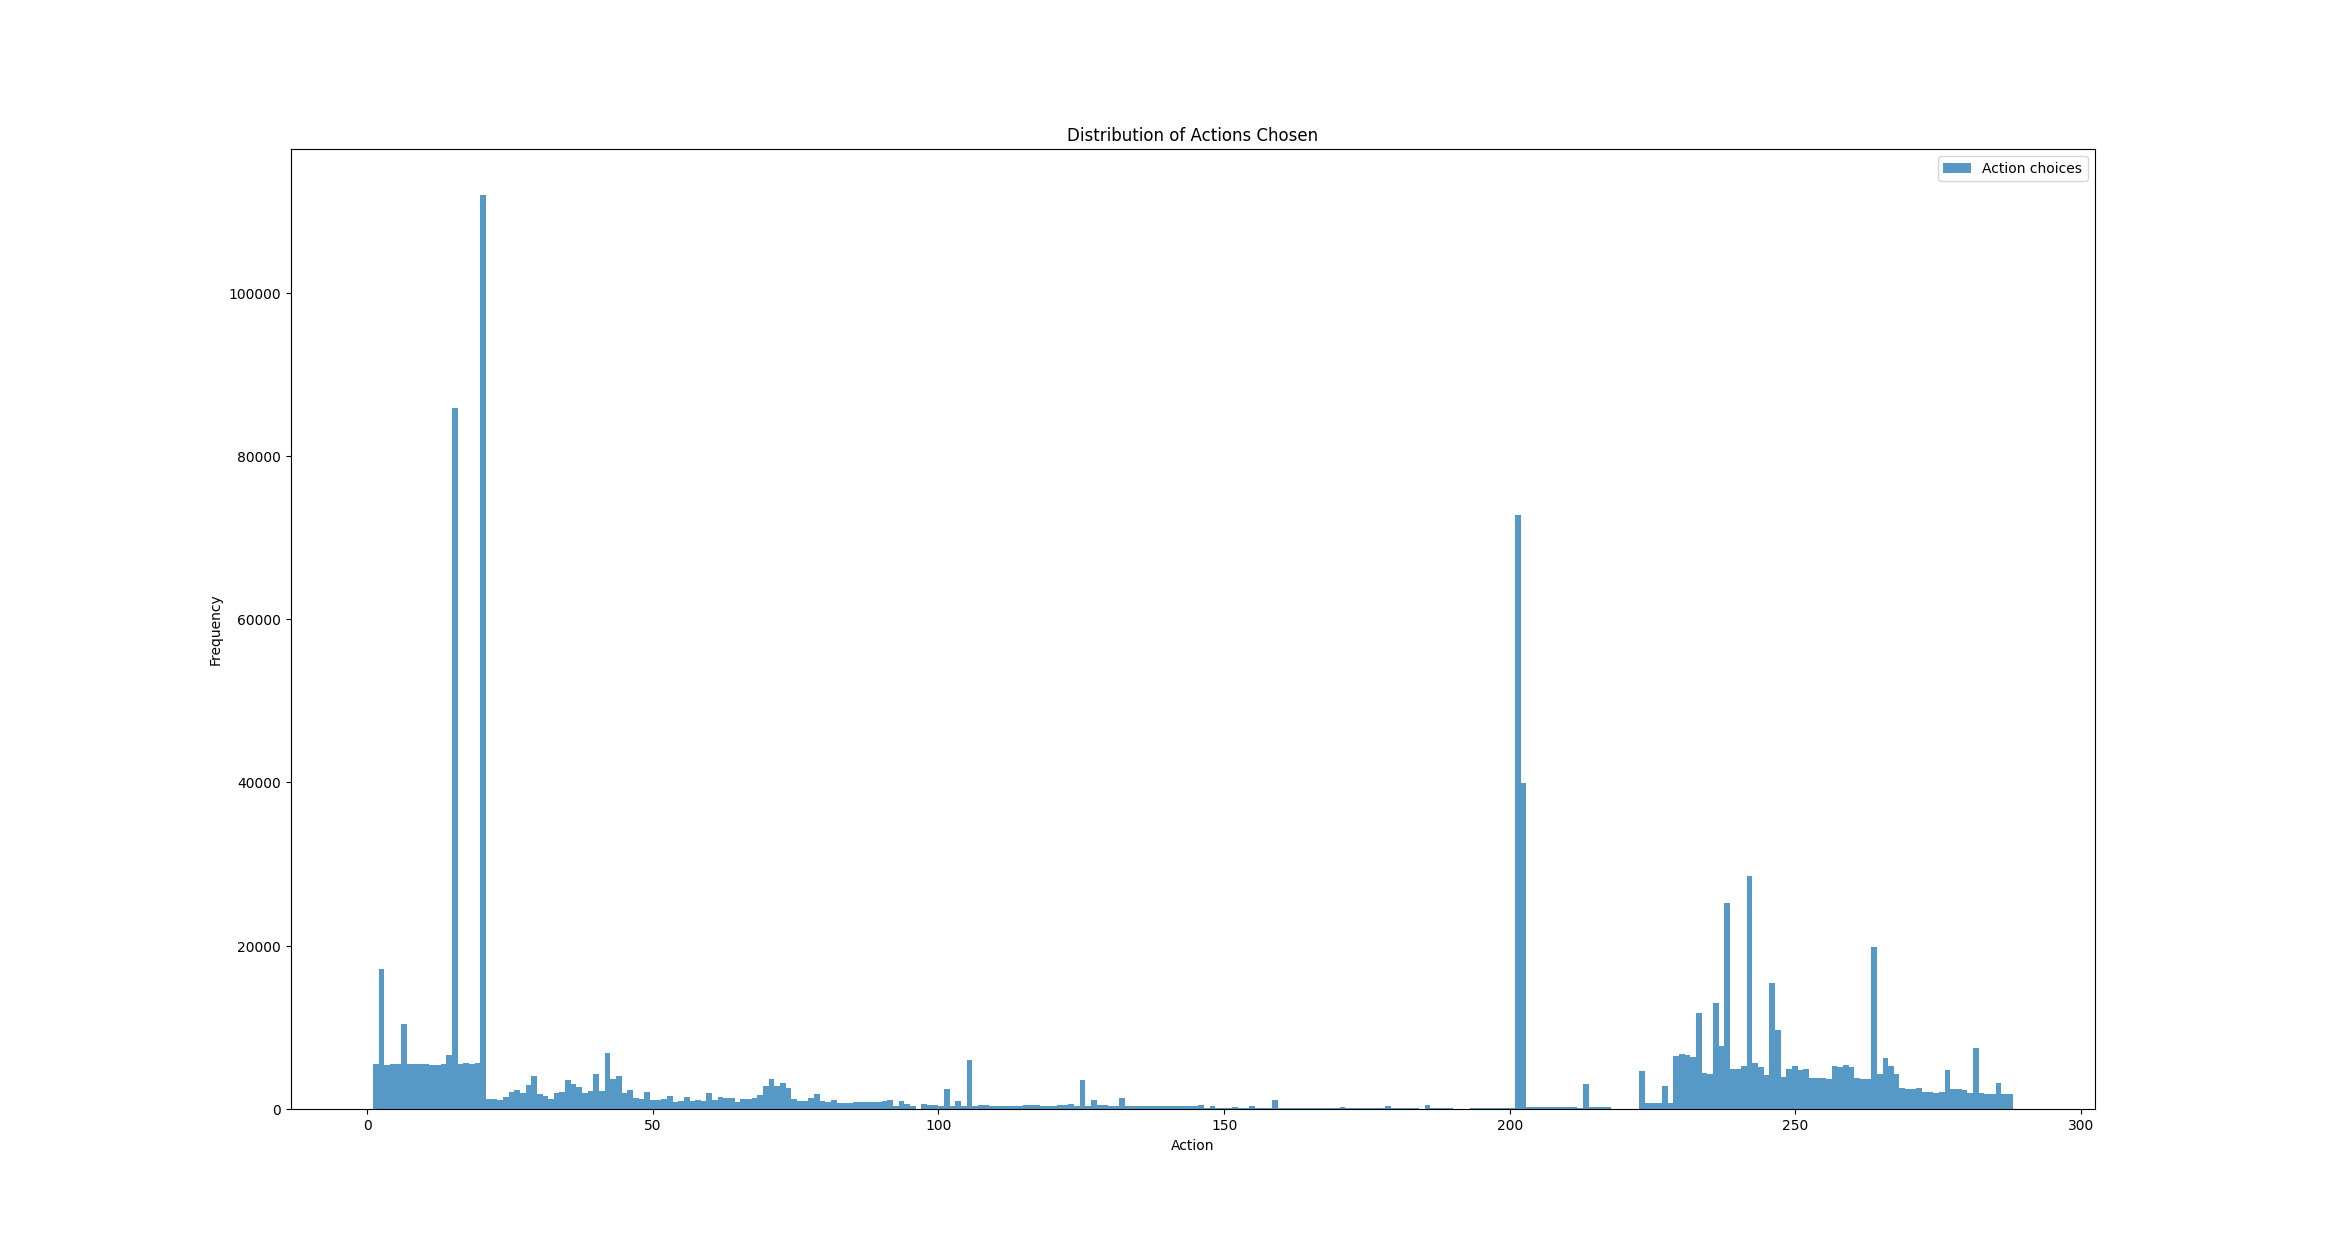 Distribution of Actions Chosen
Action choices
100000
80000
60000
40000
20000
0
Frequency
0 50 100 150 200 250 300
Action